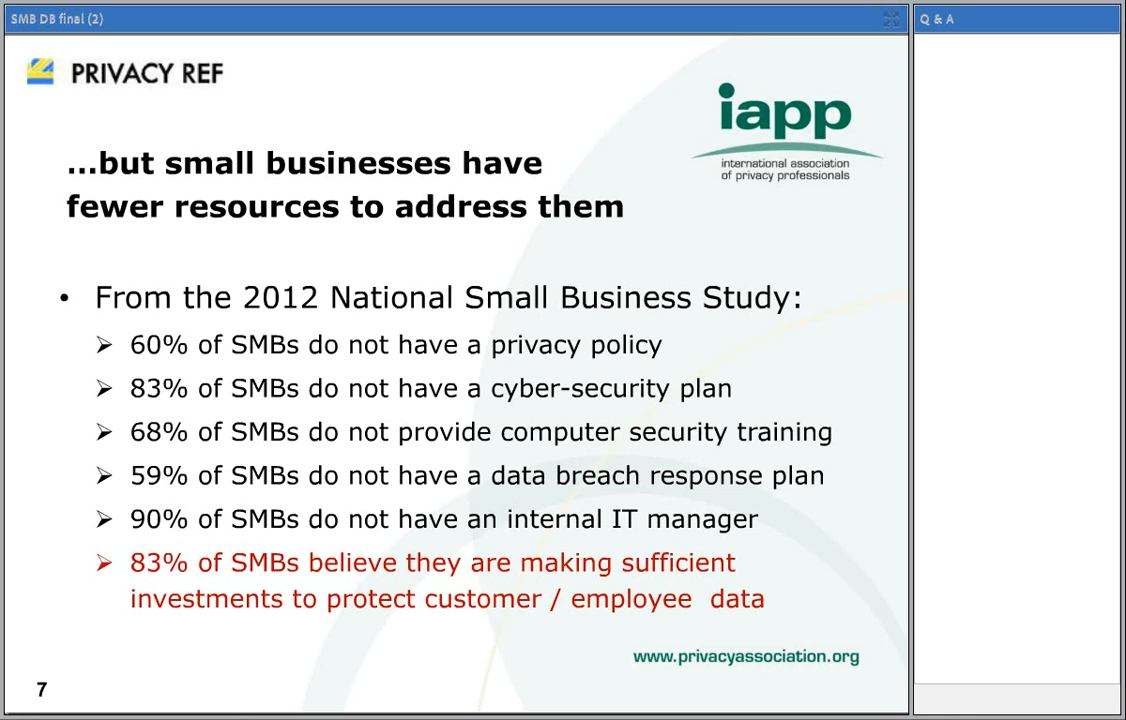 SMB DB final (2)
Q & A
PRIVACY REF
iapp
international association
of privacy professionals
...but small businesses have
fewer resources to address them
• From the 2012 National Small Business Study:
➢ 60% of SMBs do not have a privacy policy
➢ 83% of SMBs do not have a cyber-security plan
➢ 68% of SMBs do not provide computer security training
➢ 59% of SMBs do not have a data breach response plan
➢ 90% of SMBs do not have an internal IT manager
➢ 83% of SMBs believe they are making sufficient
investments to protect customer / employee data
www.privacyassociation.org
7